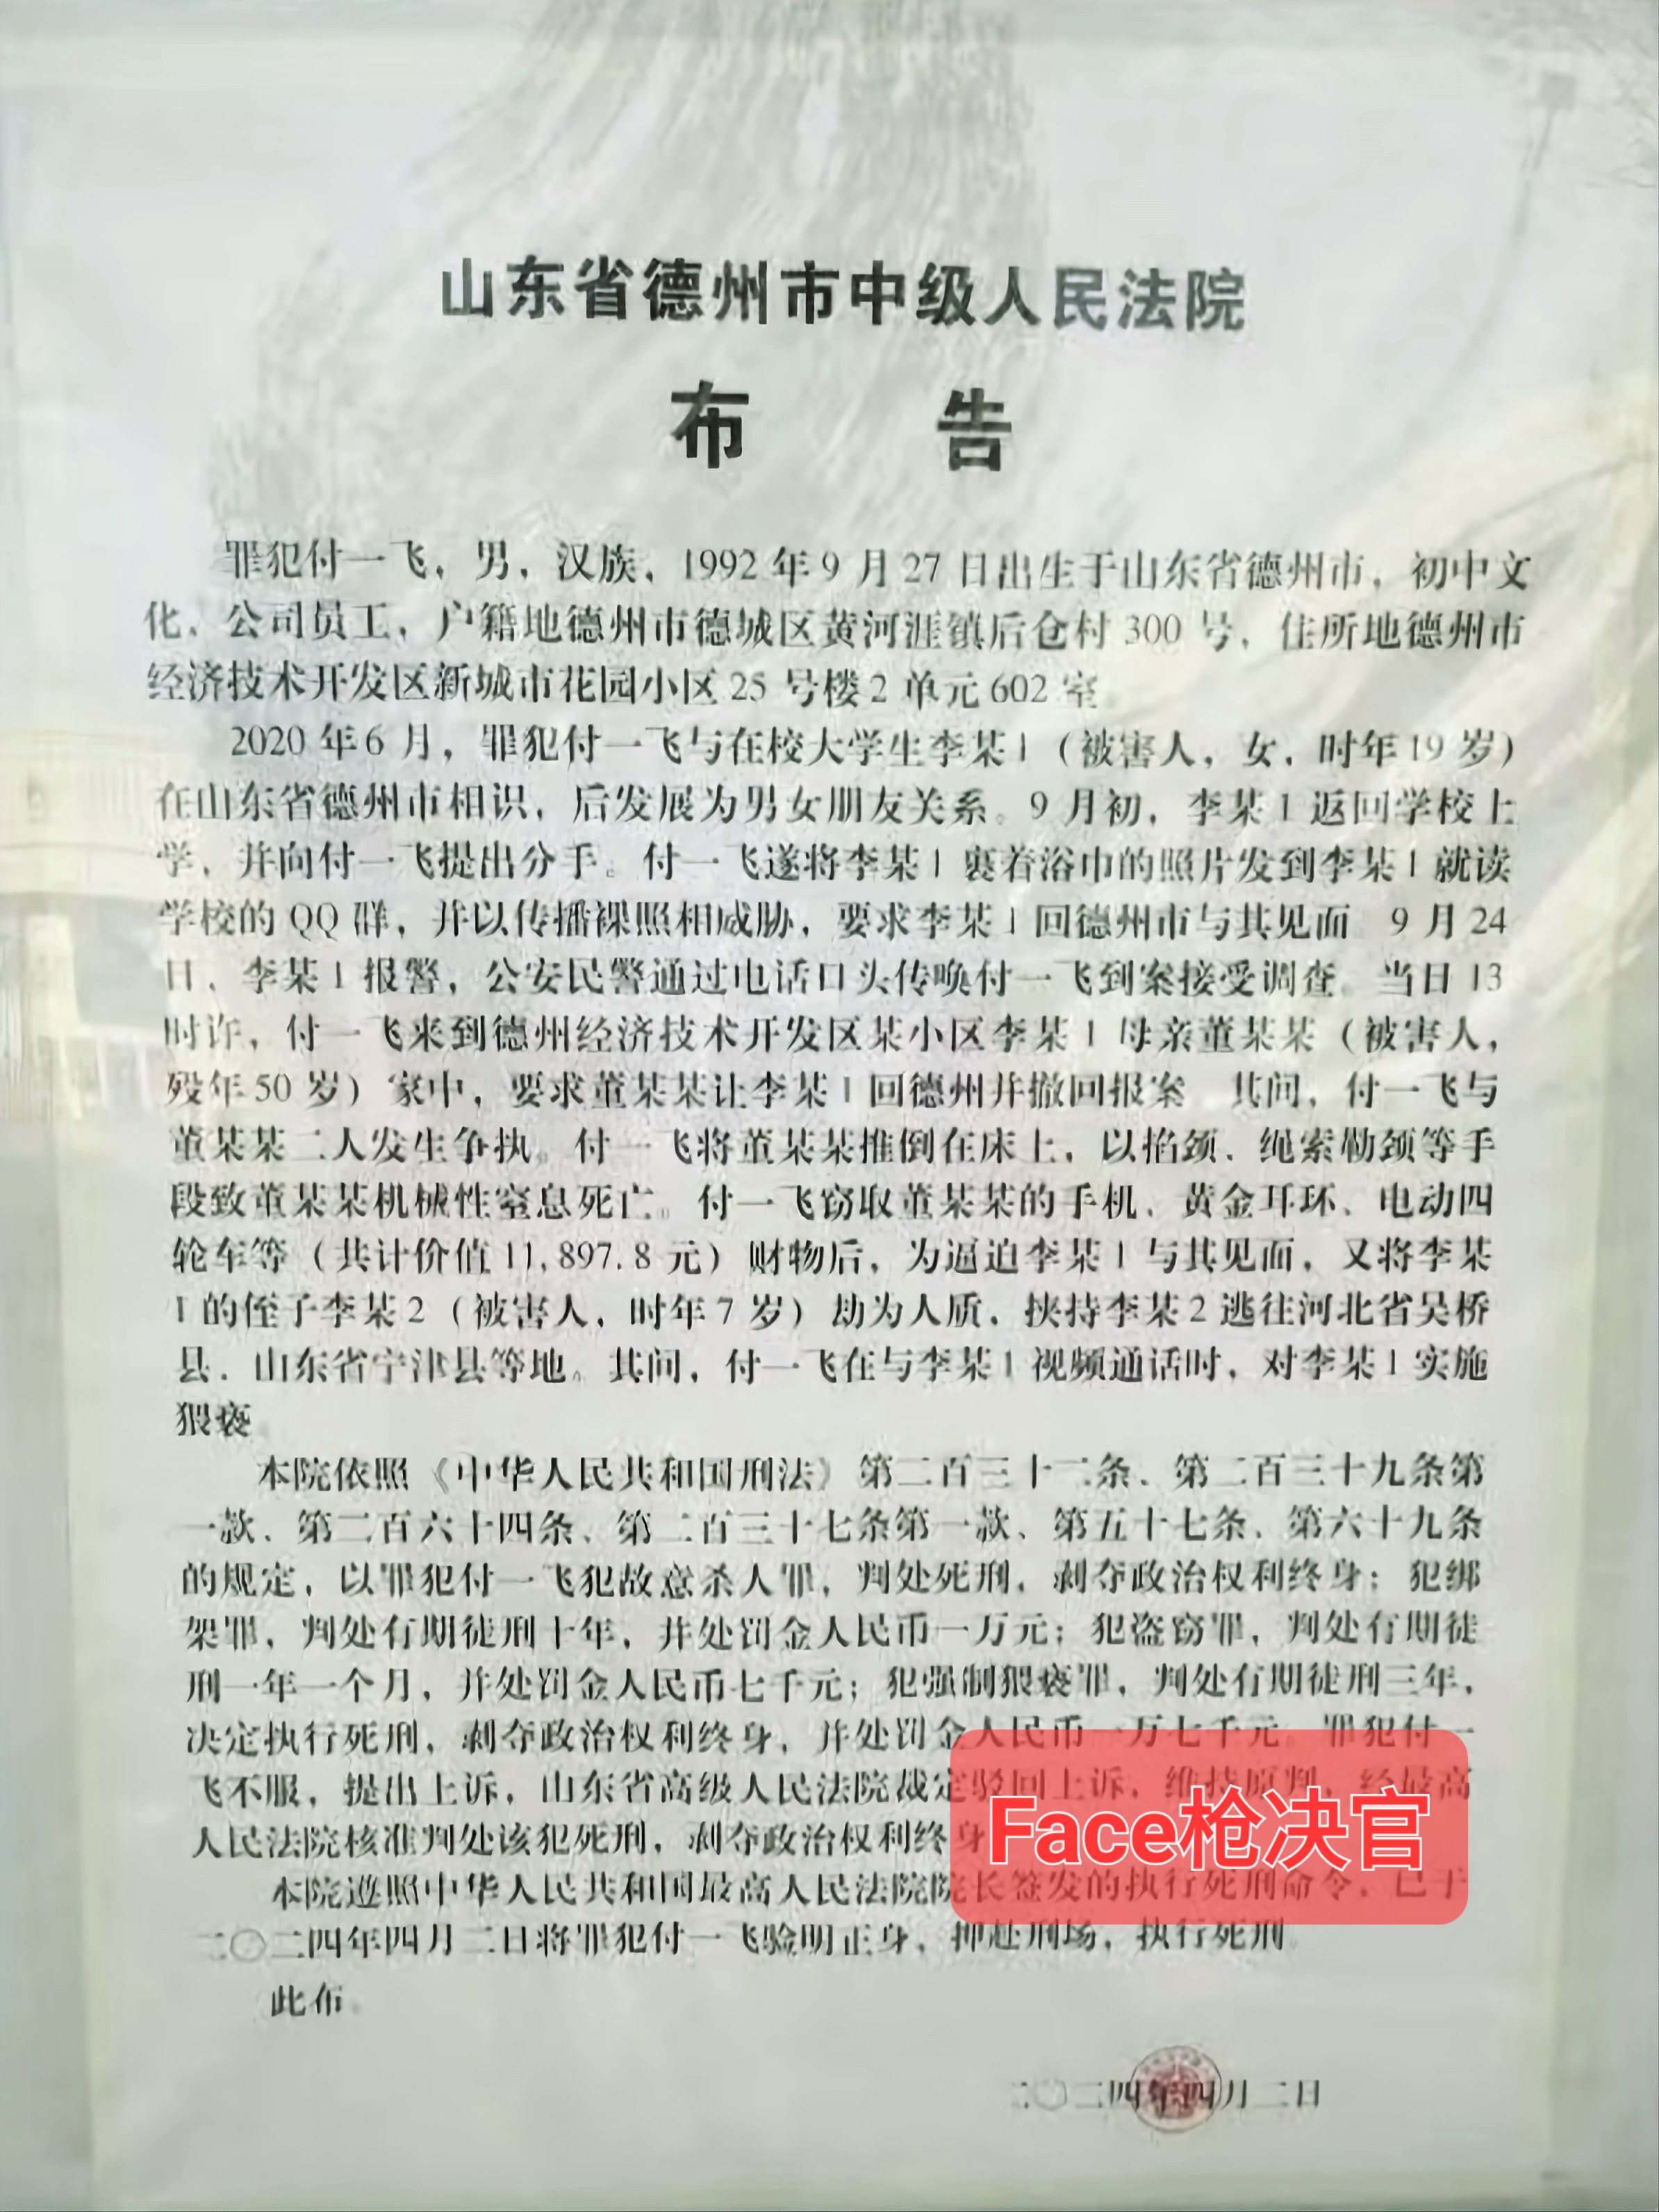 山东省德州市中级人民法院
布 告
罪犯付一飞，男，汉族，1992年9月27日出生于山东省德州市，初中文
化，公司员工，户籍地德州市德城区黄河涯镇后仓村300号，住所地德州市
经济技术开发区新城市花园小区25号楼2单元602室。
2020年6月，罪犯付一飞与在校大学生李某1（被害人，女，时年19岁）
在山东省德州市相识，后发展为男女朋友关系。9月初，李某1返回学校上
学，并向付一飞提出分手。付一飞遂将李某1裹着浴巾的照片发到李某1就读
学校的QQ群，并以传播裸照相威胁，要求李某1回德州市与其见面 9月24
日，李某1报警，公安民警通过电话口头传唤付一飞到案接受调查。当日13
时许，付一飞来到德州经济技术开发区某小区李某1母亲董某某（被害人，
殁年50岁）家中，要求董某某让李某1回德州并撤回报案 其间，付一飞与
董某某二人发生争执。付一飞将董某某推倒在床上，以掐颈、绳索勒颈等手
段致董某某机械性窒息死亡。付一飞窃取董某某的手机、黄金耳环、电动四
轮车等（共计价值11,897.8元）财物后，为逼迫李某1与其见面，又将李某
1的侄子李某2（被害人，时年7岁）劫为人质，挟持李某2逃往河北省吴桥
县、山东省宁津县等地。其间，付一飞在与李某1视频通话时，对李某1实施
猥亵
本院依照《中华人民共和国刑法》第二百三十二条、第二百三十九条第
一款、第二百六十四条、第二百三十七条第一款、第五十七条、第六十九条
的规定，以罪犯付一飞犯故意杀人罪，判处死刑，剥夺政治权利终身；犯绑
架罪，判处有期徒刑十年，并处罚金人民币一万元；犯盗窃罪，判处有期徒
刑一年一个月，并处罚金人民币七千元；犯强制猥亵罪，判处有期徒刑三年，
决定执行死刑，剥夺政治权利终身，并处罚金人民币一万七千元。罪犯付一
飞不服，提出上诉，山东省高级人民法院裁定驳回上诉，维持原判，经最高
人民法院核准判处该犯死刑，剥夺政治权利终身
Face枪决官
本院遵照中华人民共和国最高人民法院院长签发的执行死刑命令，已于
二〇二四年四月二日将罪犯付一飞验明正身，押赴刑场，执行死刑。
此布。
二〇二四年四月二日